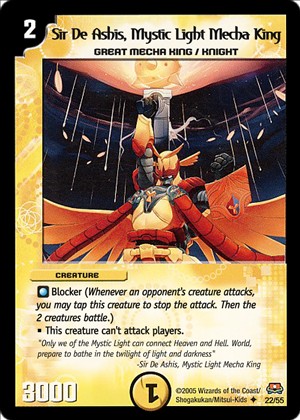 2 Sir De Ashis, Mystic Light Mecha King
GREAT MECHA KING / KNIGHT
CREATURE
Blocker (Whenever an opponent's creature attacks,
you may tap this creature to stop the attack. Then the
2 creatures battle.)
▪ This creature can't attack players.
"Only we of the Mystic Light can connect Heaven and Hell. World,
prepare to bathe in the twilight of light and darkness"
-Sir De Ashis, Mystic Light Mecha King
3000
1
©2005 Wizards of the Coast/
Shogakukan/Mitsui-Kids ✦ 22/55